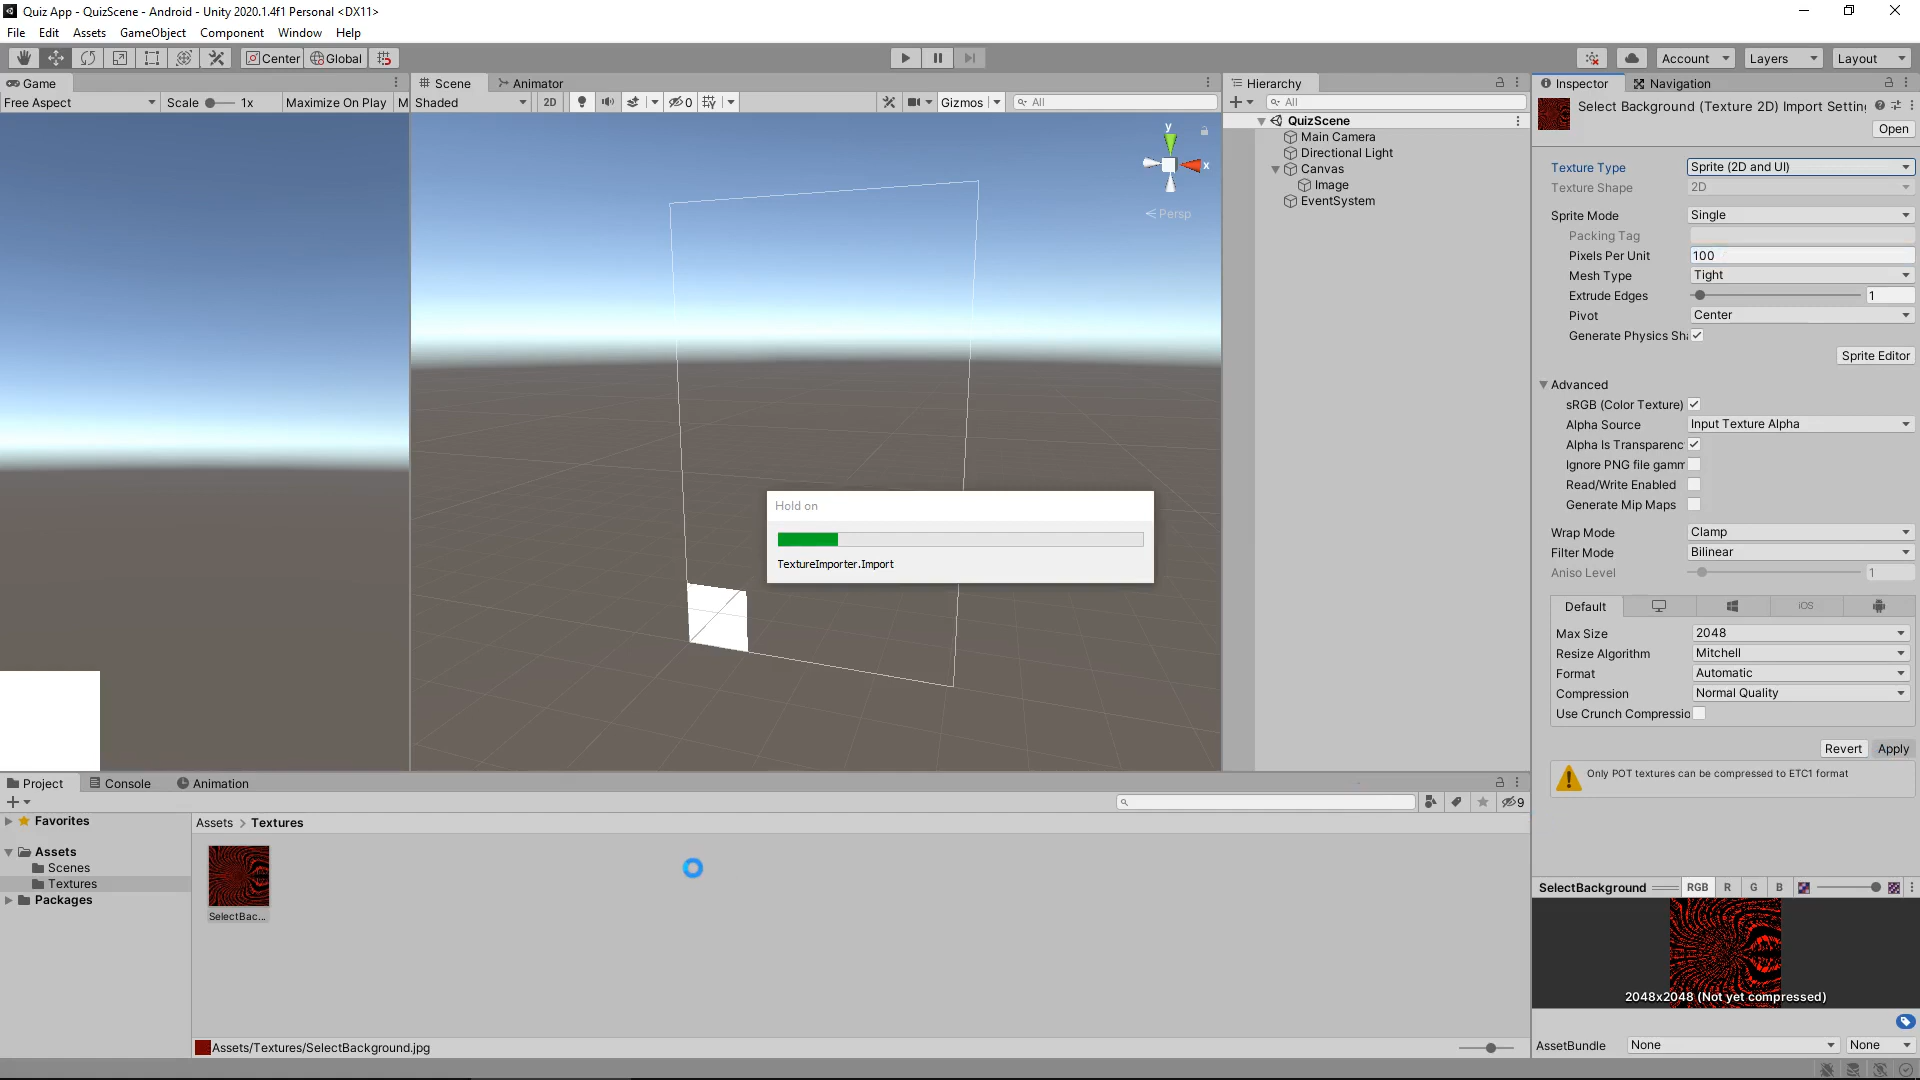 Quiz App - QuizScene - Android - Unity 2020.1.4f1 Personal <DX11>
File Edit Assets GameObject Component Window Help
Center Global Account Layers Layout
Game
Free Aspect Scale 1x Maximize On Play M
Scene Animator
Shaded 2D 0 Gizmos All
y
x
Persp
Hierarchy
All
QuizScene
Main Camera
Directional Light
Canvas
Image
EventSystem
Hold on
TextureImporter.Import
Inspector Navigation
Select Background (Texture 2D) Import Settin
Open
Texture Type Sprite (2D and UI)
Texture Shape 2D
Sprite Mode Single
Packing Tag
Pixels Per Unit 100
Mesh Type Tight
Extrude Edges 1
Pivot Center
Generate Physics Sh
Sprite Editor
Advanced
sRGB (Color Texture)
Alpha Source Input Texture Alpha
Alpha Is Transparenc
Ignore PNG file gamm
Read/Write Enabled
Generate Mip Maps
Wrap Mode Clamp
Filter Mode Bilinear
Aniso Level 1
Default iOS
Max Size 2048
Resize Algorithm Mitchell
Format Automatic
Compression Normal Quality
Use Crunch Compressio
Revert Apply
Only POT textures can be compressed to ETC1 format
SelectBackground RGB R G B
2048x2048 (Not yet compressed)
AssetBundle None None
Project Console Animation
9
Favorites
Assets
Scenes
Textures
Packages
Assets > Textures
SelectBac...
Assets/Textures/SelectBackground.jpg